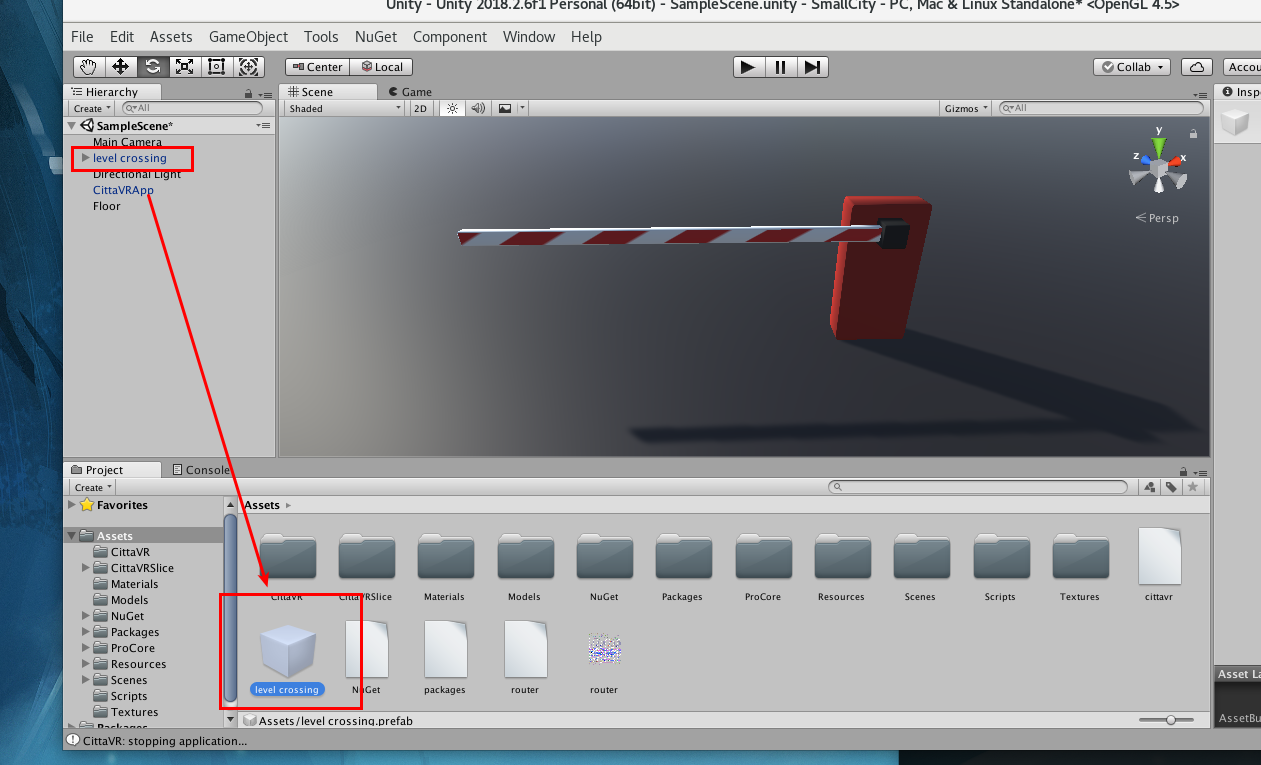 Unity - Unity 2018.2.6f1 Personal (64bit) - SampleScene.unity - SmallCity - PC, Mac & Linux Standalone* <OpenGL 4.5>
File Edit Assets GameObject Tools NuGet Component Window Help
Center Local Collab Accou
Hierarchy
Create All
SampleScene*
Main Camera
level crossing
Directional Light
CittaVRApp
Floor
Scene Game
Shaded 2D Gizmos All
y
z x
Persp
Insp
Project Console
Create
Favorites
Assets
CittaVR
CittaVRSlice
Materials
Models
NuGet
Packages
ProCore
Resources
Scenes
Scripts
Textures
Packages
Assets
CittaVR CittaVRSlice Materials Models NuGet Packages ProCore Resources Scenes Scripts Textures cittavr
level crossing NuGet packages router router
Assets/level crossing.prefab
Asset La
AssetBu
CittaVR: stopping application...